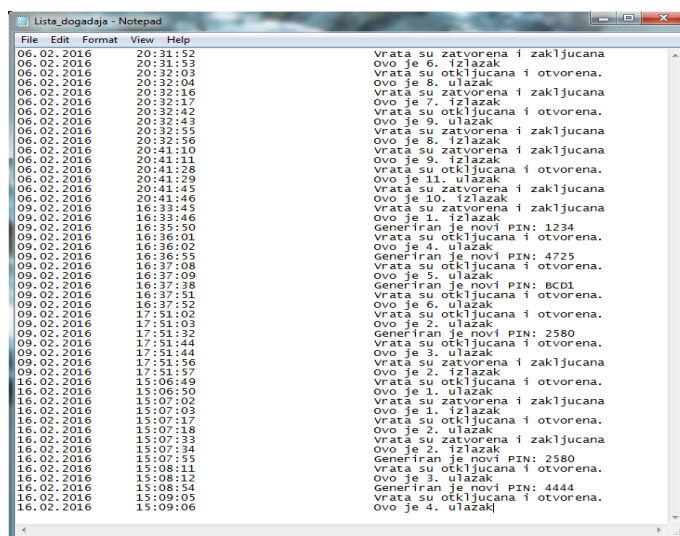 Lista_dogadaja - Notepad
File Edit Format View Help
06.02.2016 20:31:52 Vrata su zatvorena i zakljucana
06.02.2016 20:31:53 Ovo je 6. izlazak
06.02.2016 20:32:03 Vrata su otkljucana i otvorena.
06.02.2016 20:32:04 Ovo je 8. ulazak
06.02.2016 20:32:16 Vrata su zatvorena i zakljucana
06.02.2016 20:32:17 Ovo je 7. izlazak
06.02.2016 20:32:42 Vrata su otkljucana i otvorena.
06.02.2016 20:32:43 Ovo je 9. ulazak
06.02.2016 20:32:55 Vrata su zatvorena i zakljucana
06.02.2016 20:32:56 Ovo je 8. izlazak
06.02.2016 20:41:10 Vrata su zatvorena i zakljucana
06.02.2016 20:41:11 Ovo je 9. izlazak
06.02.2016 20:41:28 Vrata su otkljucana i otvorena.
06.02.2016 20:41:29 Ovo je 11. ulazak
06.02.2016 20:41:45 Vrata su zatvorena i zakljucana
06.02.2016 20:41:46 Ovo je 10. izlazak
09.02.2016 16:33:45 Vrata su zatvorena i zakljucana
09.02.2016 16:33:46 Ovo je 1. izlazak
09.02.2016 16:35:50 Generiran je novi PIN: 1234
09.02.2016 16:36:01 Vrata su otkljucana i otvorena.
09.02.2016 16:36:02 Ovo je 4. ulazak
09.02.2016 16:36:55 Generiran je novi PIN: 4725
09.02.2016 16:37:08 Vrata su otkljucana i otvorena.
09.02.2016 16:37:09 Ovo je 5. ulazak
09.02.2016 16:37:38 Generiran je novi PIN: BCD1
09.02.2016 16:37:51 Vrata su otkljucana i otvorena.
09.02.2016 16:37:52 Ovo je 6. ulazak
09.02.2016 17:51:02 Vrata su otkljucana i otvorena.
09.02.2016 17:51:03 Ovo je 2. ulazak
09.02.2016 17:51:32 Generiran je novi PIN: 2580
09.02.2016 17:51:44 Vrata su otkljucana i otvorena.
09.02.2016 17:51:44 Ovo je 3. ulazak
09.02.2016 17:51:56 Vrata su zatvorena i zakljucana
09.02.2016 17:51:57 Ovo je 2. izlazak
16.02.2016 15:06:49 Vrata su otkljucana i otvorena.
16.02.2016 15:06:50 Ovo je 1. ulazak
16.02.2016 15:07:02 Vrata su zatvorena i zakljucana
16.02.2016 15:07:03 Ovo je 1. izlazak
16.02.2016 15:07:17 Vrata su otkljucana i otvorena.
16.02.2016 15:07:18 Ovo je 2. ulazak
16.02.2016 15:07:33 Vrata su zatvorena i zakljucana
16.02.2016 15:07:34 Ovo je 2. izlazak
16.02.2016 15:07:55 Generiran je novi PIN: 2580
16.02.2016 15:08:11 Vrata su otkljucana i otvorena.
16.02.2016 15:08:12 Ovo je 3. ulazak
16.02.2016 15:08:54 Generiran je novi PIN: 4444
16.02.2016 15:09:05 Vrata su otkljucana i otvorena.
16.02.2016 15:09:06 Ovo je 4. ulazak